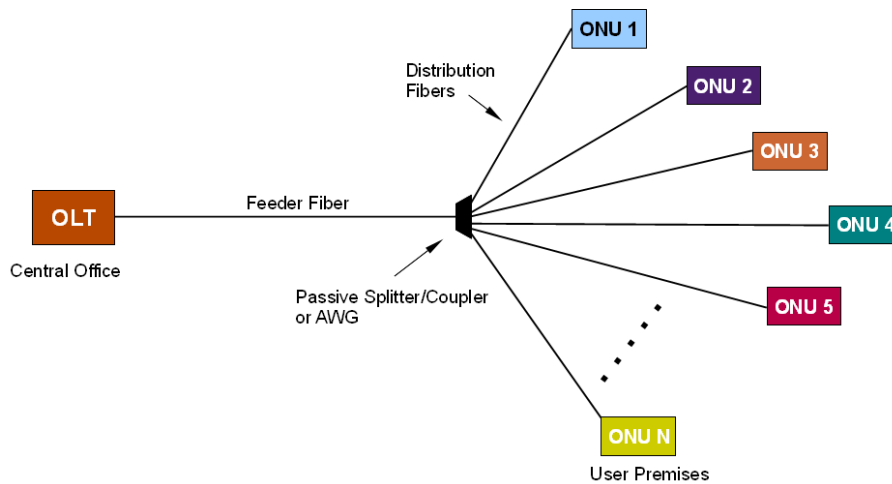 ONU 1
Distribution
Fibers
ONU 2
ONU 3
OLT
Feeder Fiber
ONU 4
Central Office
Passive Splitter/Coupler
or AWG
ONU 5
ONU N
User Premises